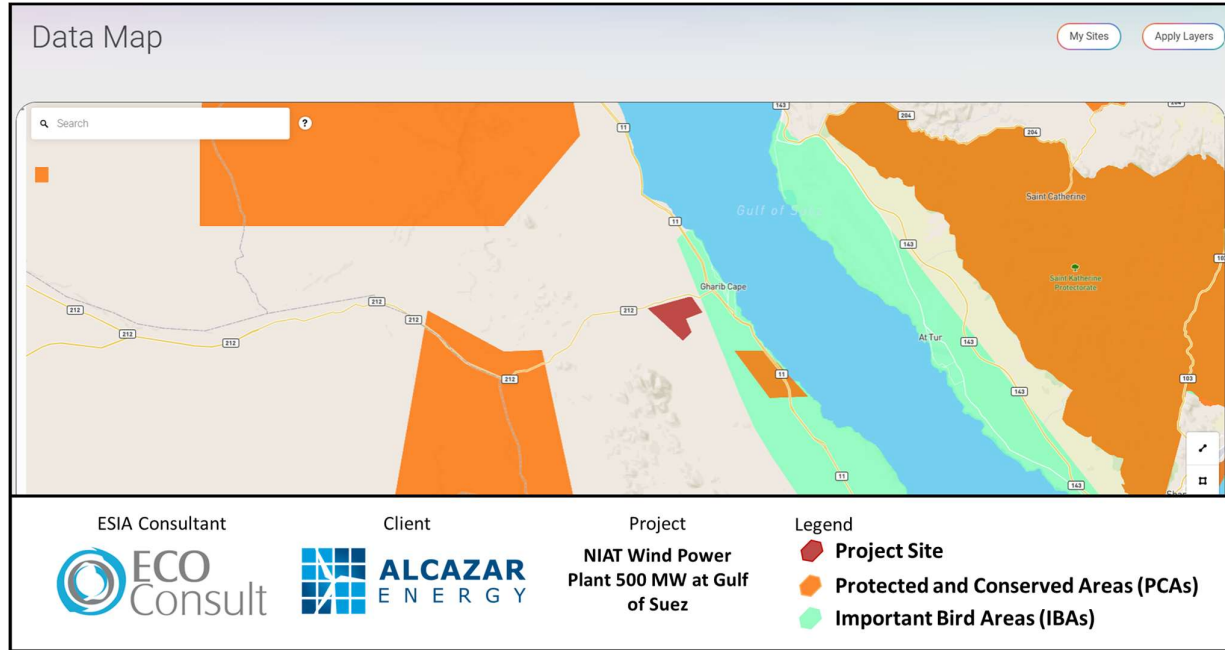 Data Map
My Sites
Apply Layers
Search
?
143
204
204
11
Saint Catherine
Gulf of Suez
11
143
Saint Katherine
Protectorate
103
Gharib Cape
212
212
212
212
212
212
At Tur
143
212
11
103
143
11
143
ESIA Consultant
ECO
Consult
Client
ALCAZAR
ENERGY
Project
NIAT Wind Power
Plant 500 MW at Gulf
of Suez
Legend
Project Site
Protected and Conserved Areas (PCAs)
Important Bird Areas (IBAs)